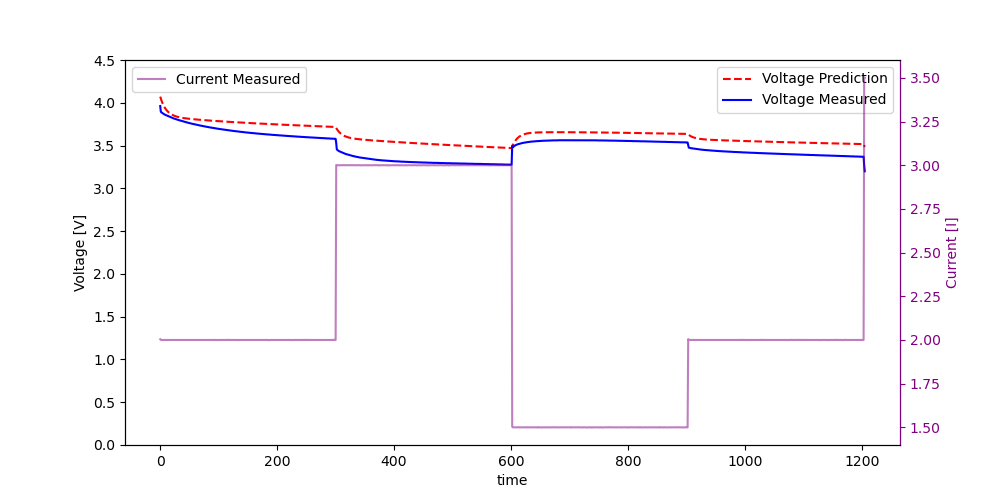 Current Measured
Voltage Prediction
Voltage Measured
4.5
4.0
3.5
3.0
2.5
2.0
1.5
1.0
0.5
0.0
Voltage [V]
3.50
3.25
3.00
2.75
2.50
2.25
2.00
1.75
1.50
Current [I]
0 200 400 600 800 1000 1200
time